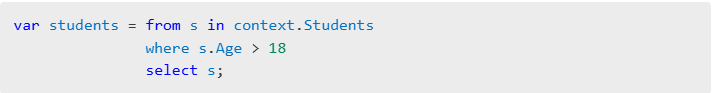 var students = from s in context.Students
where s.Age > 18
select s;